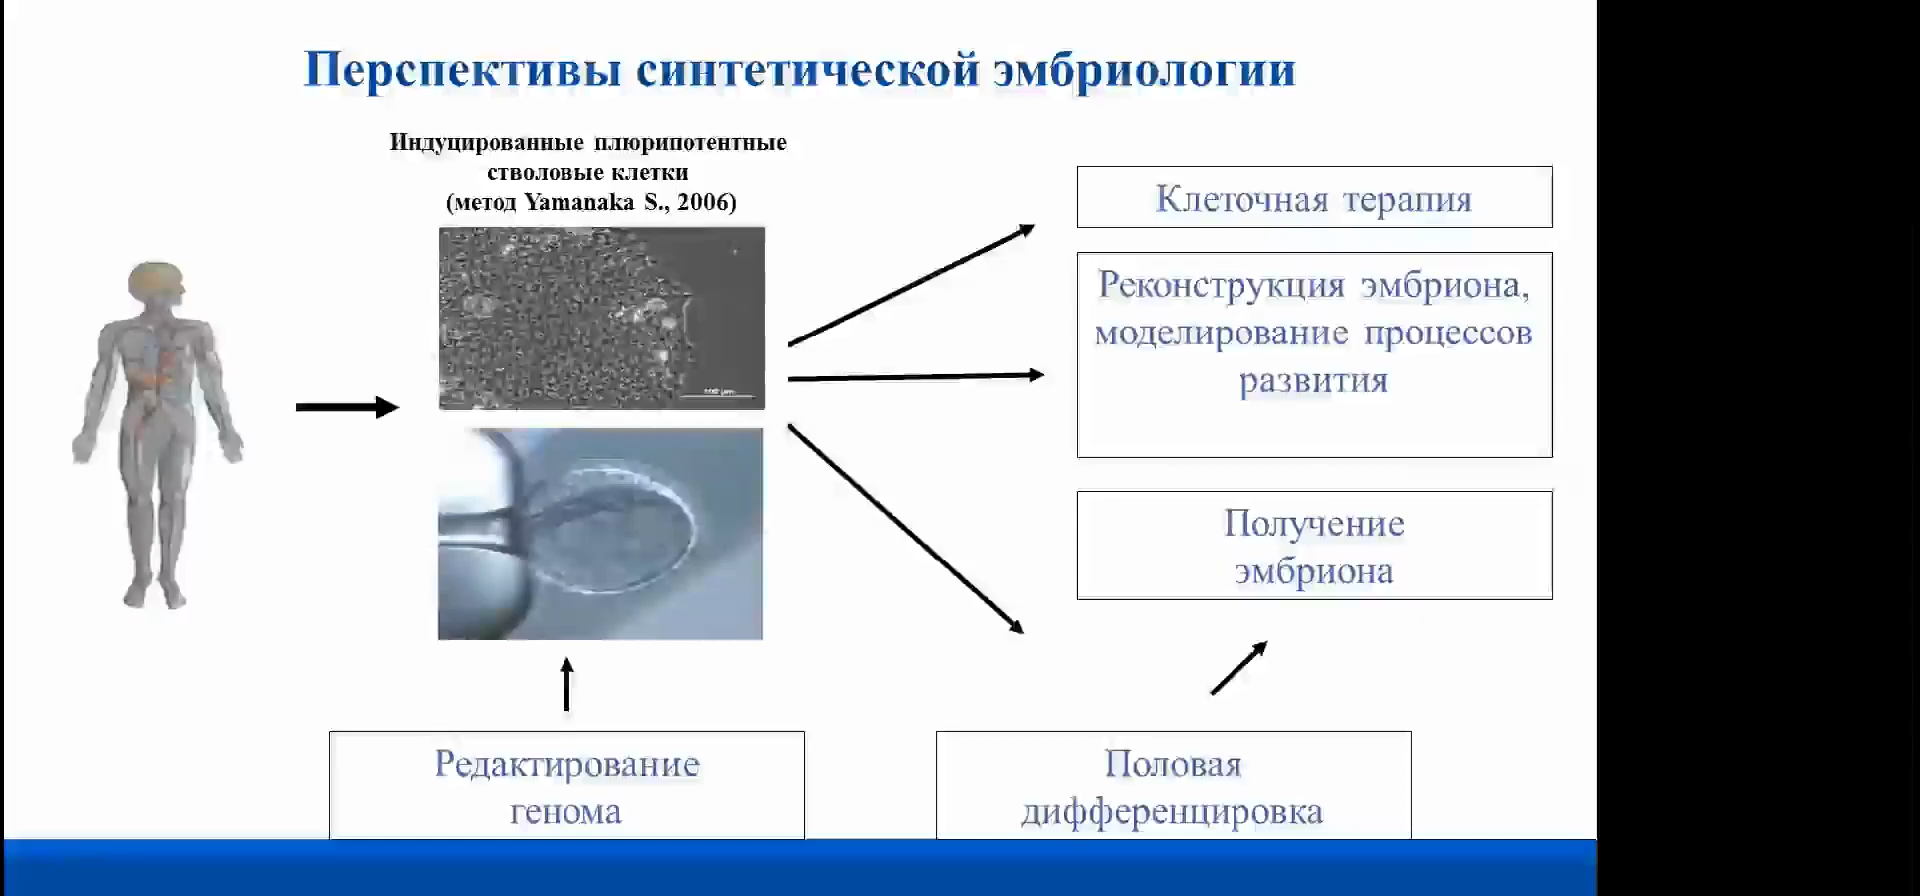 Перспективы синтетической эмбриологии
Индуцированные плюрипотентные
стволовые клетки
(метод Yamanaka S., 2006)
Клеточная терапия
Реконструкция эмбриона,
моделирование процессов
развития
Получение
эмбриона
Редактирование
генома
Половая
дифференцировка